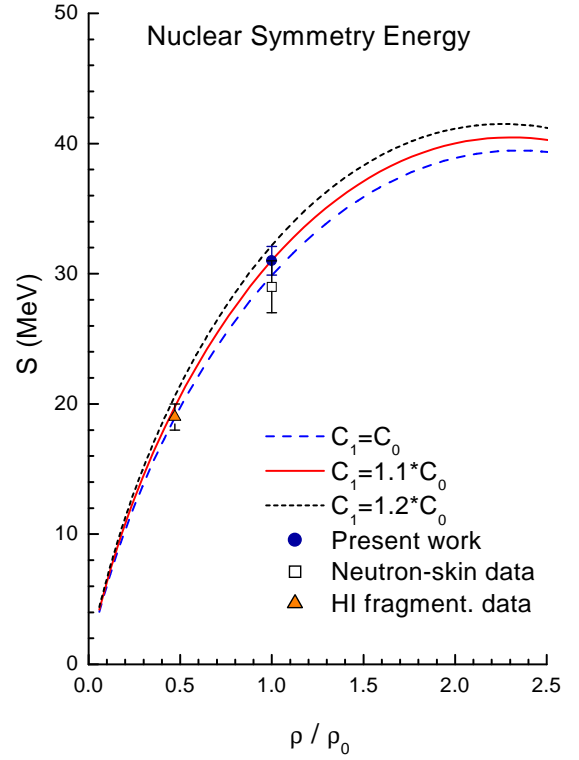 Nuclear Symmetry Energy
50
40
30
20
10
0
S (MeV)
C₁=C₀
C₁=1.1*C₀
C₁=1.2*C₀
Present work
Neutron-skin data
HI fragment. data
0.0 0.5 1.0 1.5 2.0 2.5
ρ / ρ₀